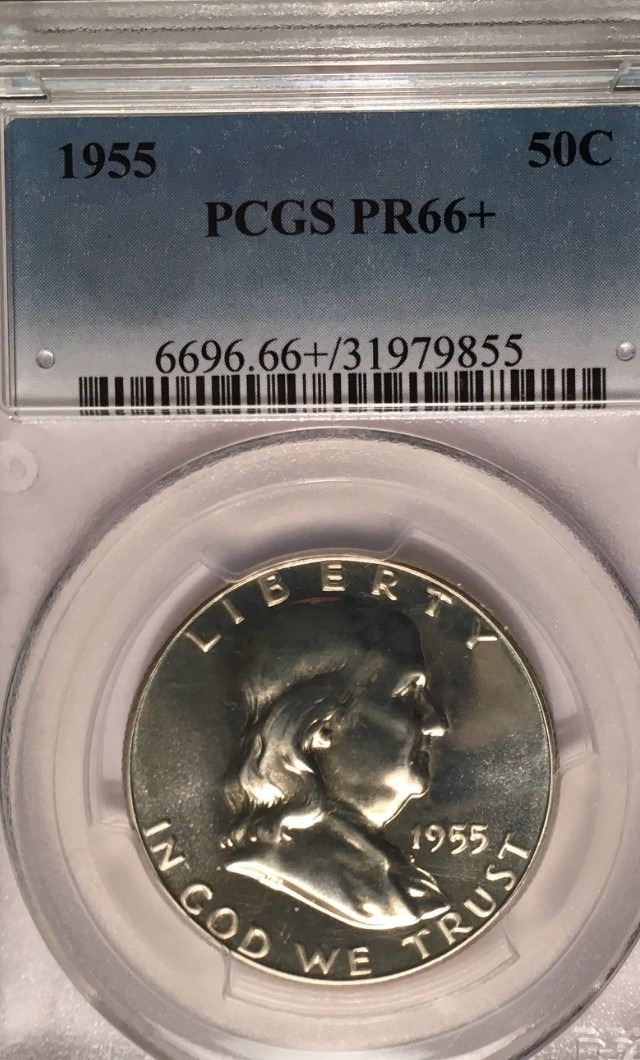 1955 50C
PCGS PR66+
6696.66+/31979855
LIBERTY
1955
IN GOD WE TRUST